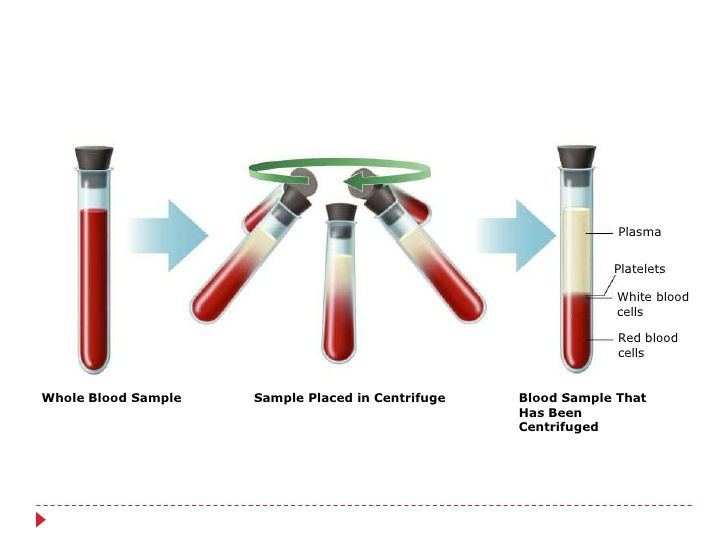 Plasma
Platelets
White blood
cells
Red blood
cells
Whole Blood Sample
Sample Placed in Centrifuge
Blood Sample That
Has Been
Centrifuged